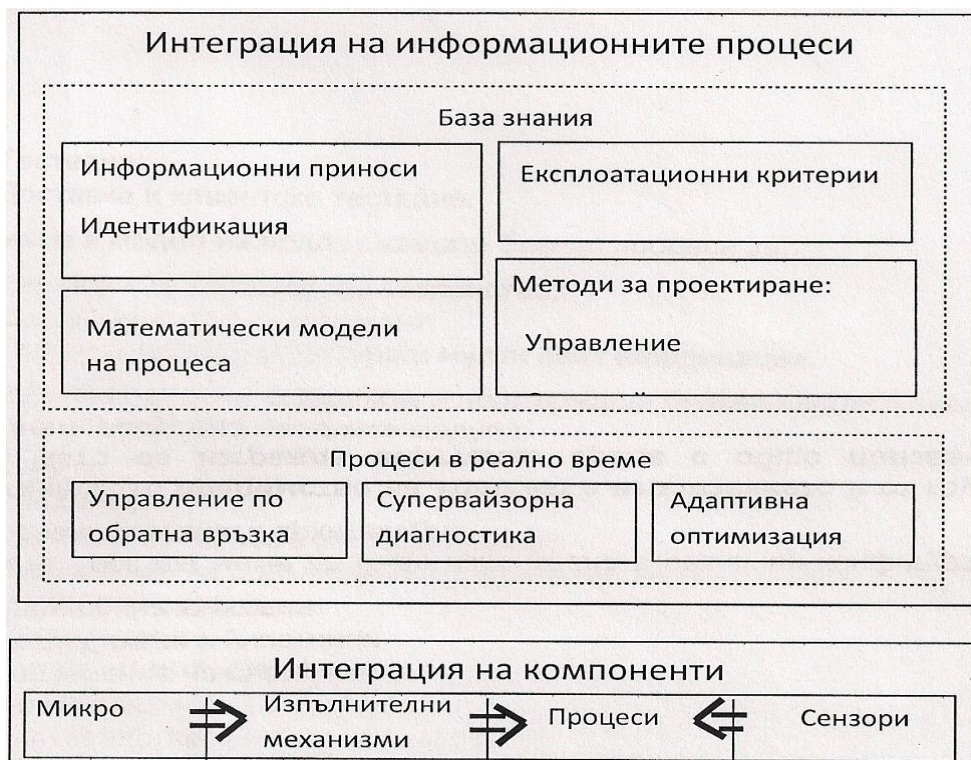 Интеграция на информационните процеси
База знания
Информационни приноси
Идентификация
Експлоатационни критерии
Математически модели
на процеса
Методи за проектиране:
Управление
Процеси в реално време
Управление по
обратна връзка
Супервайзорна
диагностика
Адаптивна
оптимизация
Интеграция на компоненти
Микро
Изпълнителни
механизми
Процеси
Сензори